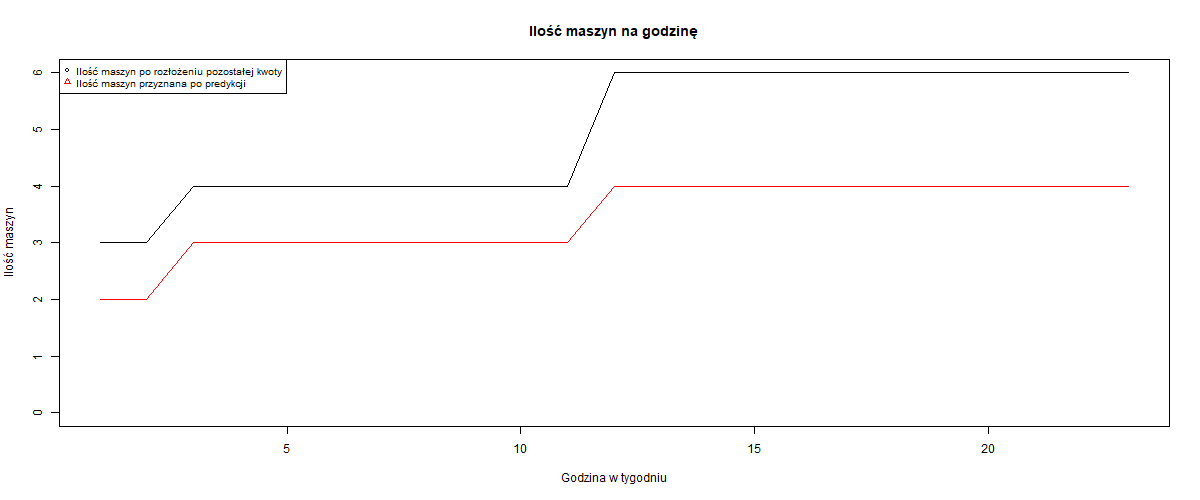 Ilość maszyn na godzinę
Ilość maszyn po rozłożeniu pozostałej kwoty
Ilość maszyn przyznana po predykcji
Ilość maszyn
6
5
4
3
2
1
0
5 10 15 20
Godzina w tygodniu